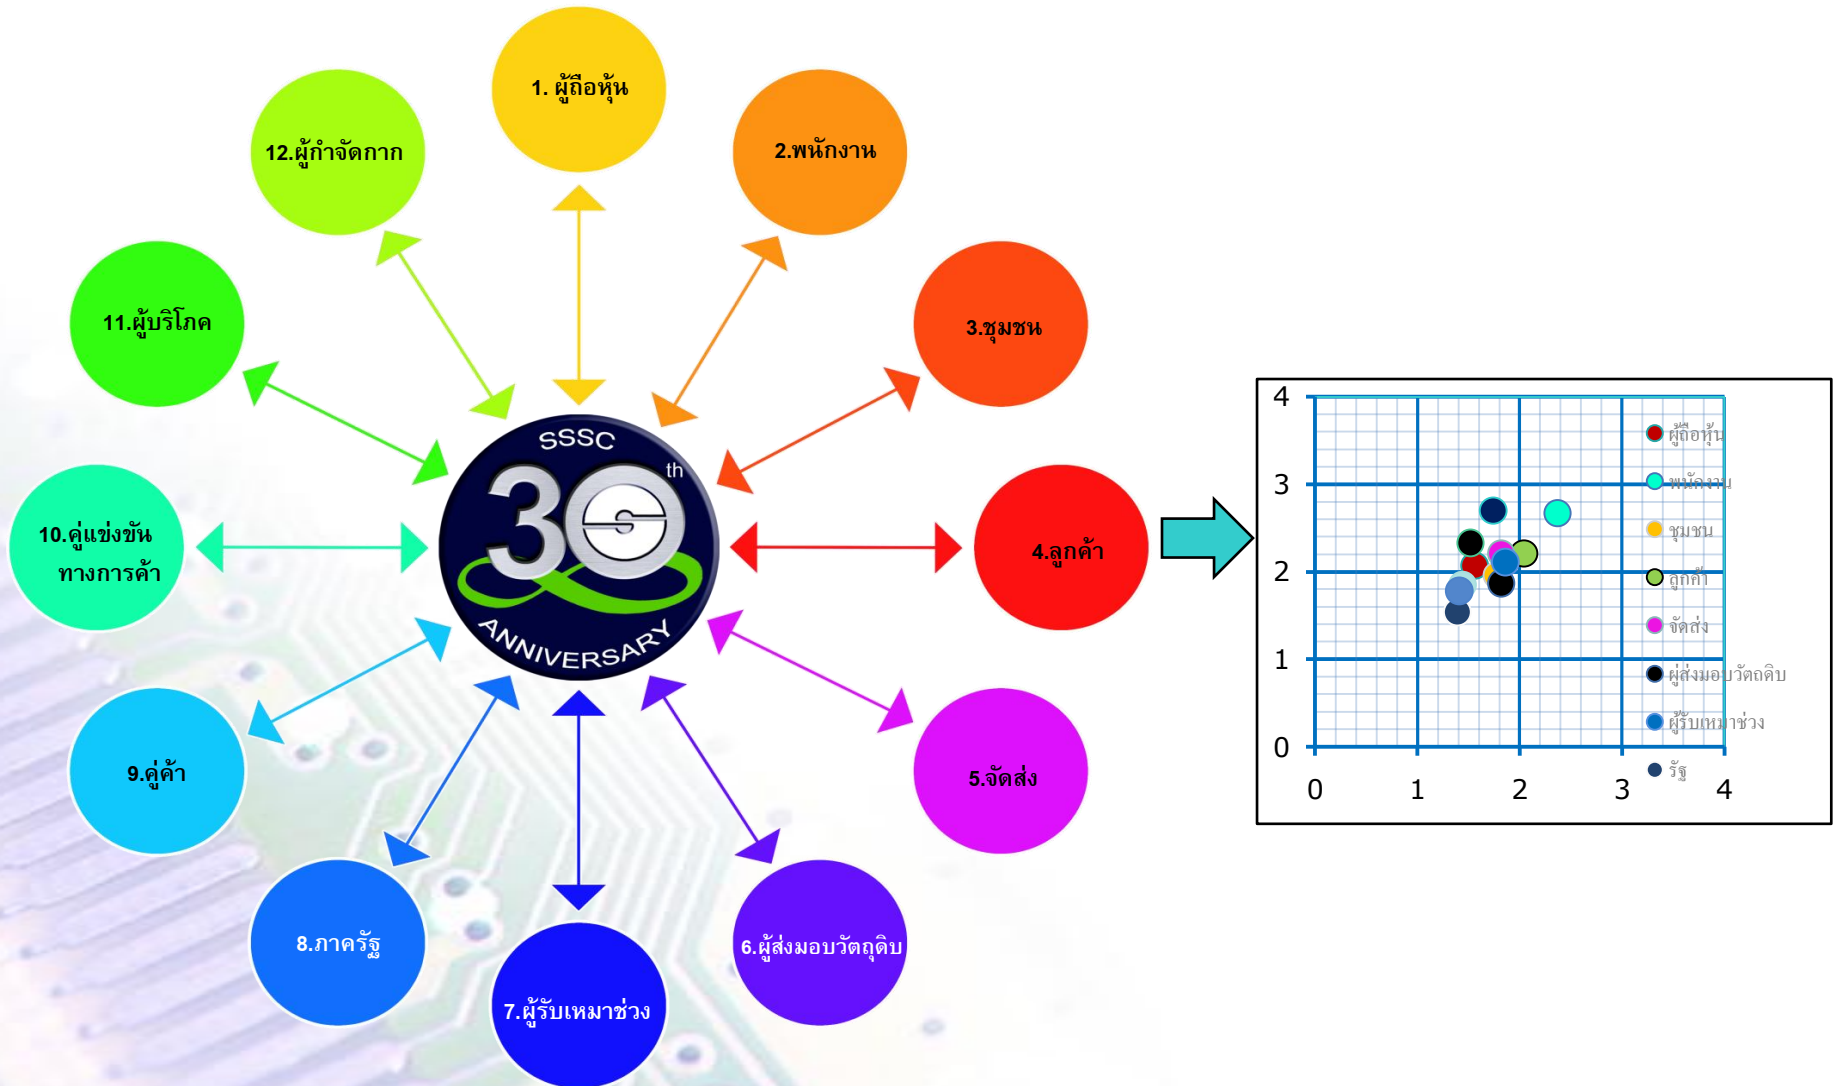 1. ผู้ถือหุ้น
2.พนักงาน
3.ชุมชน
4.ลูกค้า
5.จัดส่ง
6.ผู้ส่งมอบวัตถุดิบ
7.ผู้รับเหมาช่วง
8.ภาครัฐ
9.คู่ค้า
10.คู่แข่งขัน
ทางการค้า
11.ผู้บริโภค
12.ผู้กำจัดกาก
SSSC
30th
ANNIVERSARY
4
3
2
1
0
0 1 2 3 4
ผู้ถือหุ้น
พนักงาน
ชุมชน
ลูกค้า
จัดส่ง
ผู่ส่งมอบวัตถดิบ
ผู้รับเหมาช่วง
รัฐ